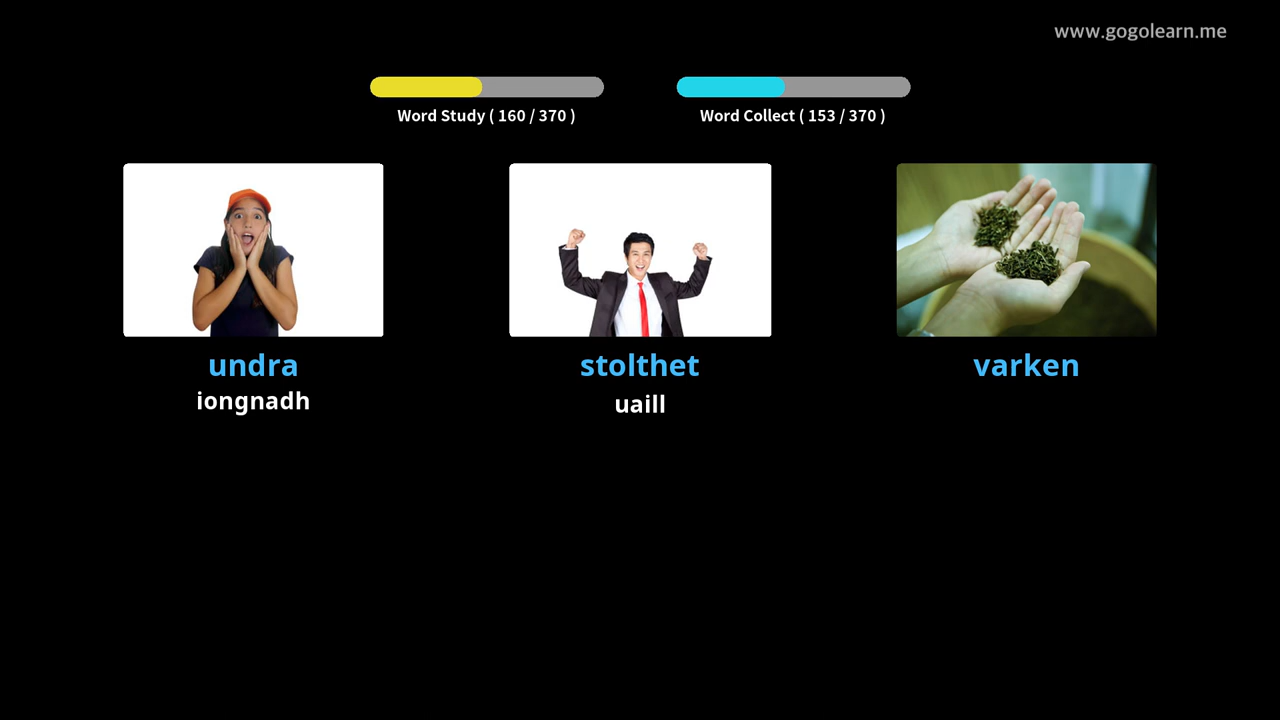 www.gogolearn.me
Word Study ( 160 / 370 )
Word Collect ( 153 / 370 )
undra
iongnadh
stolthet
uaill
varken